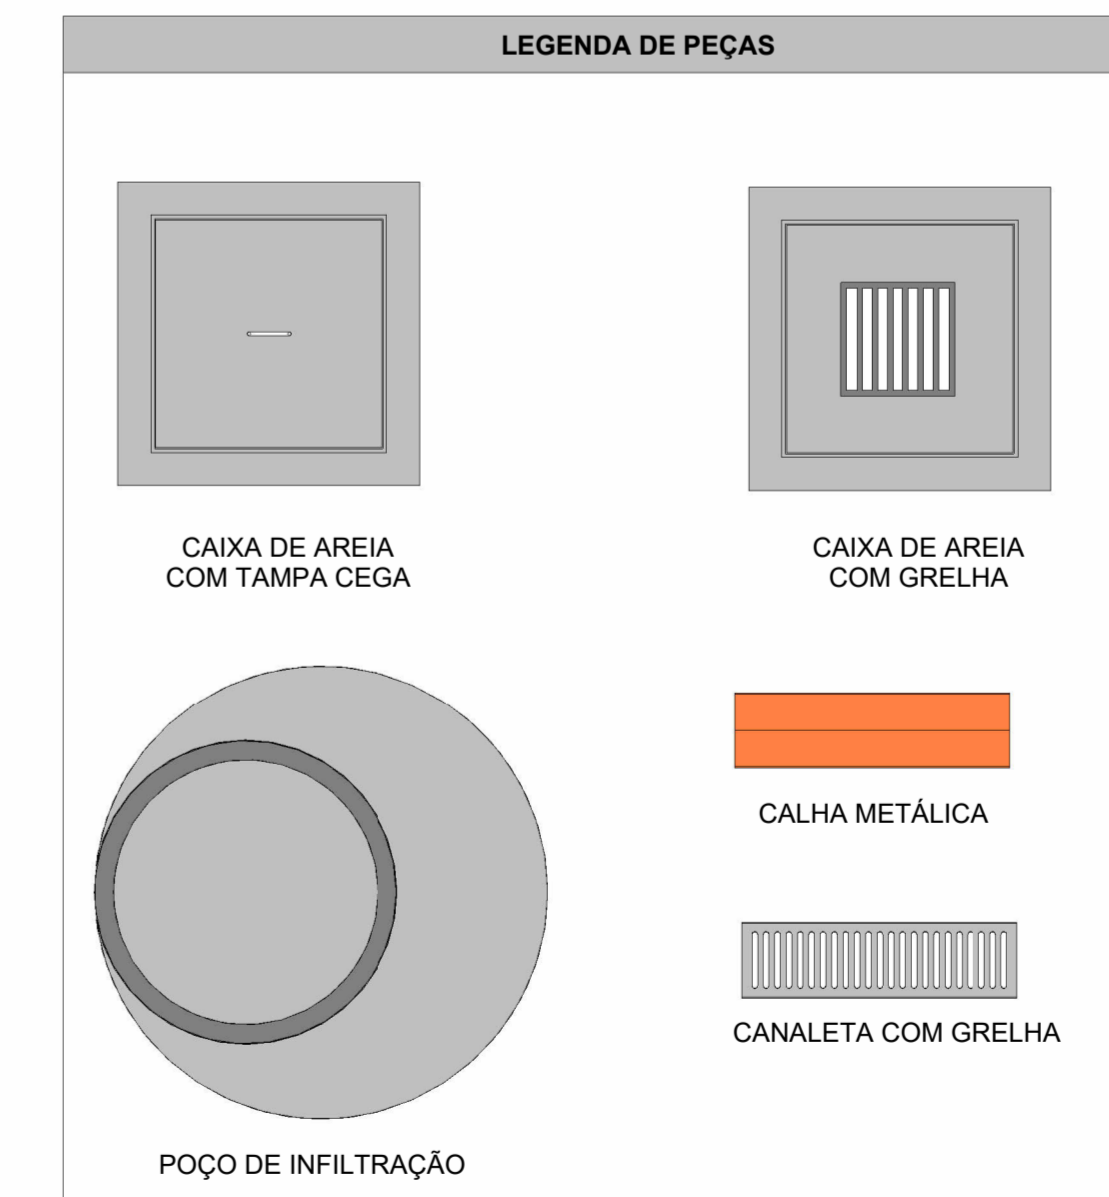 LEGENDA DE PEÇAS
CAIXA DE AREIA
COM TAMPA CEGA
CAIXA DE AREIA
COM GRELHA
CALHA METÁLICA
CANALETA COM GRELHA
POÇO DE INFILTRAÇÃO